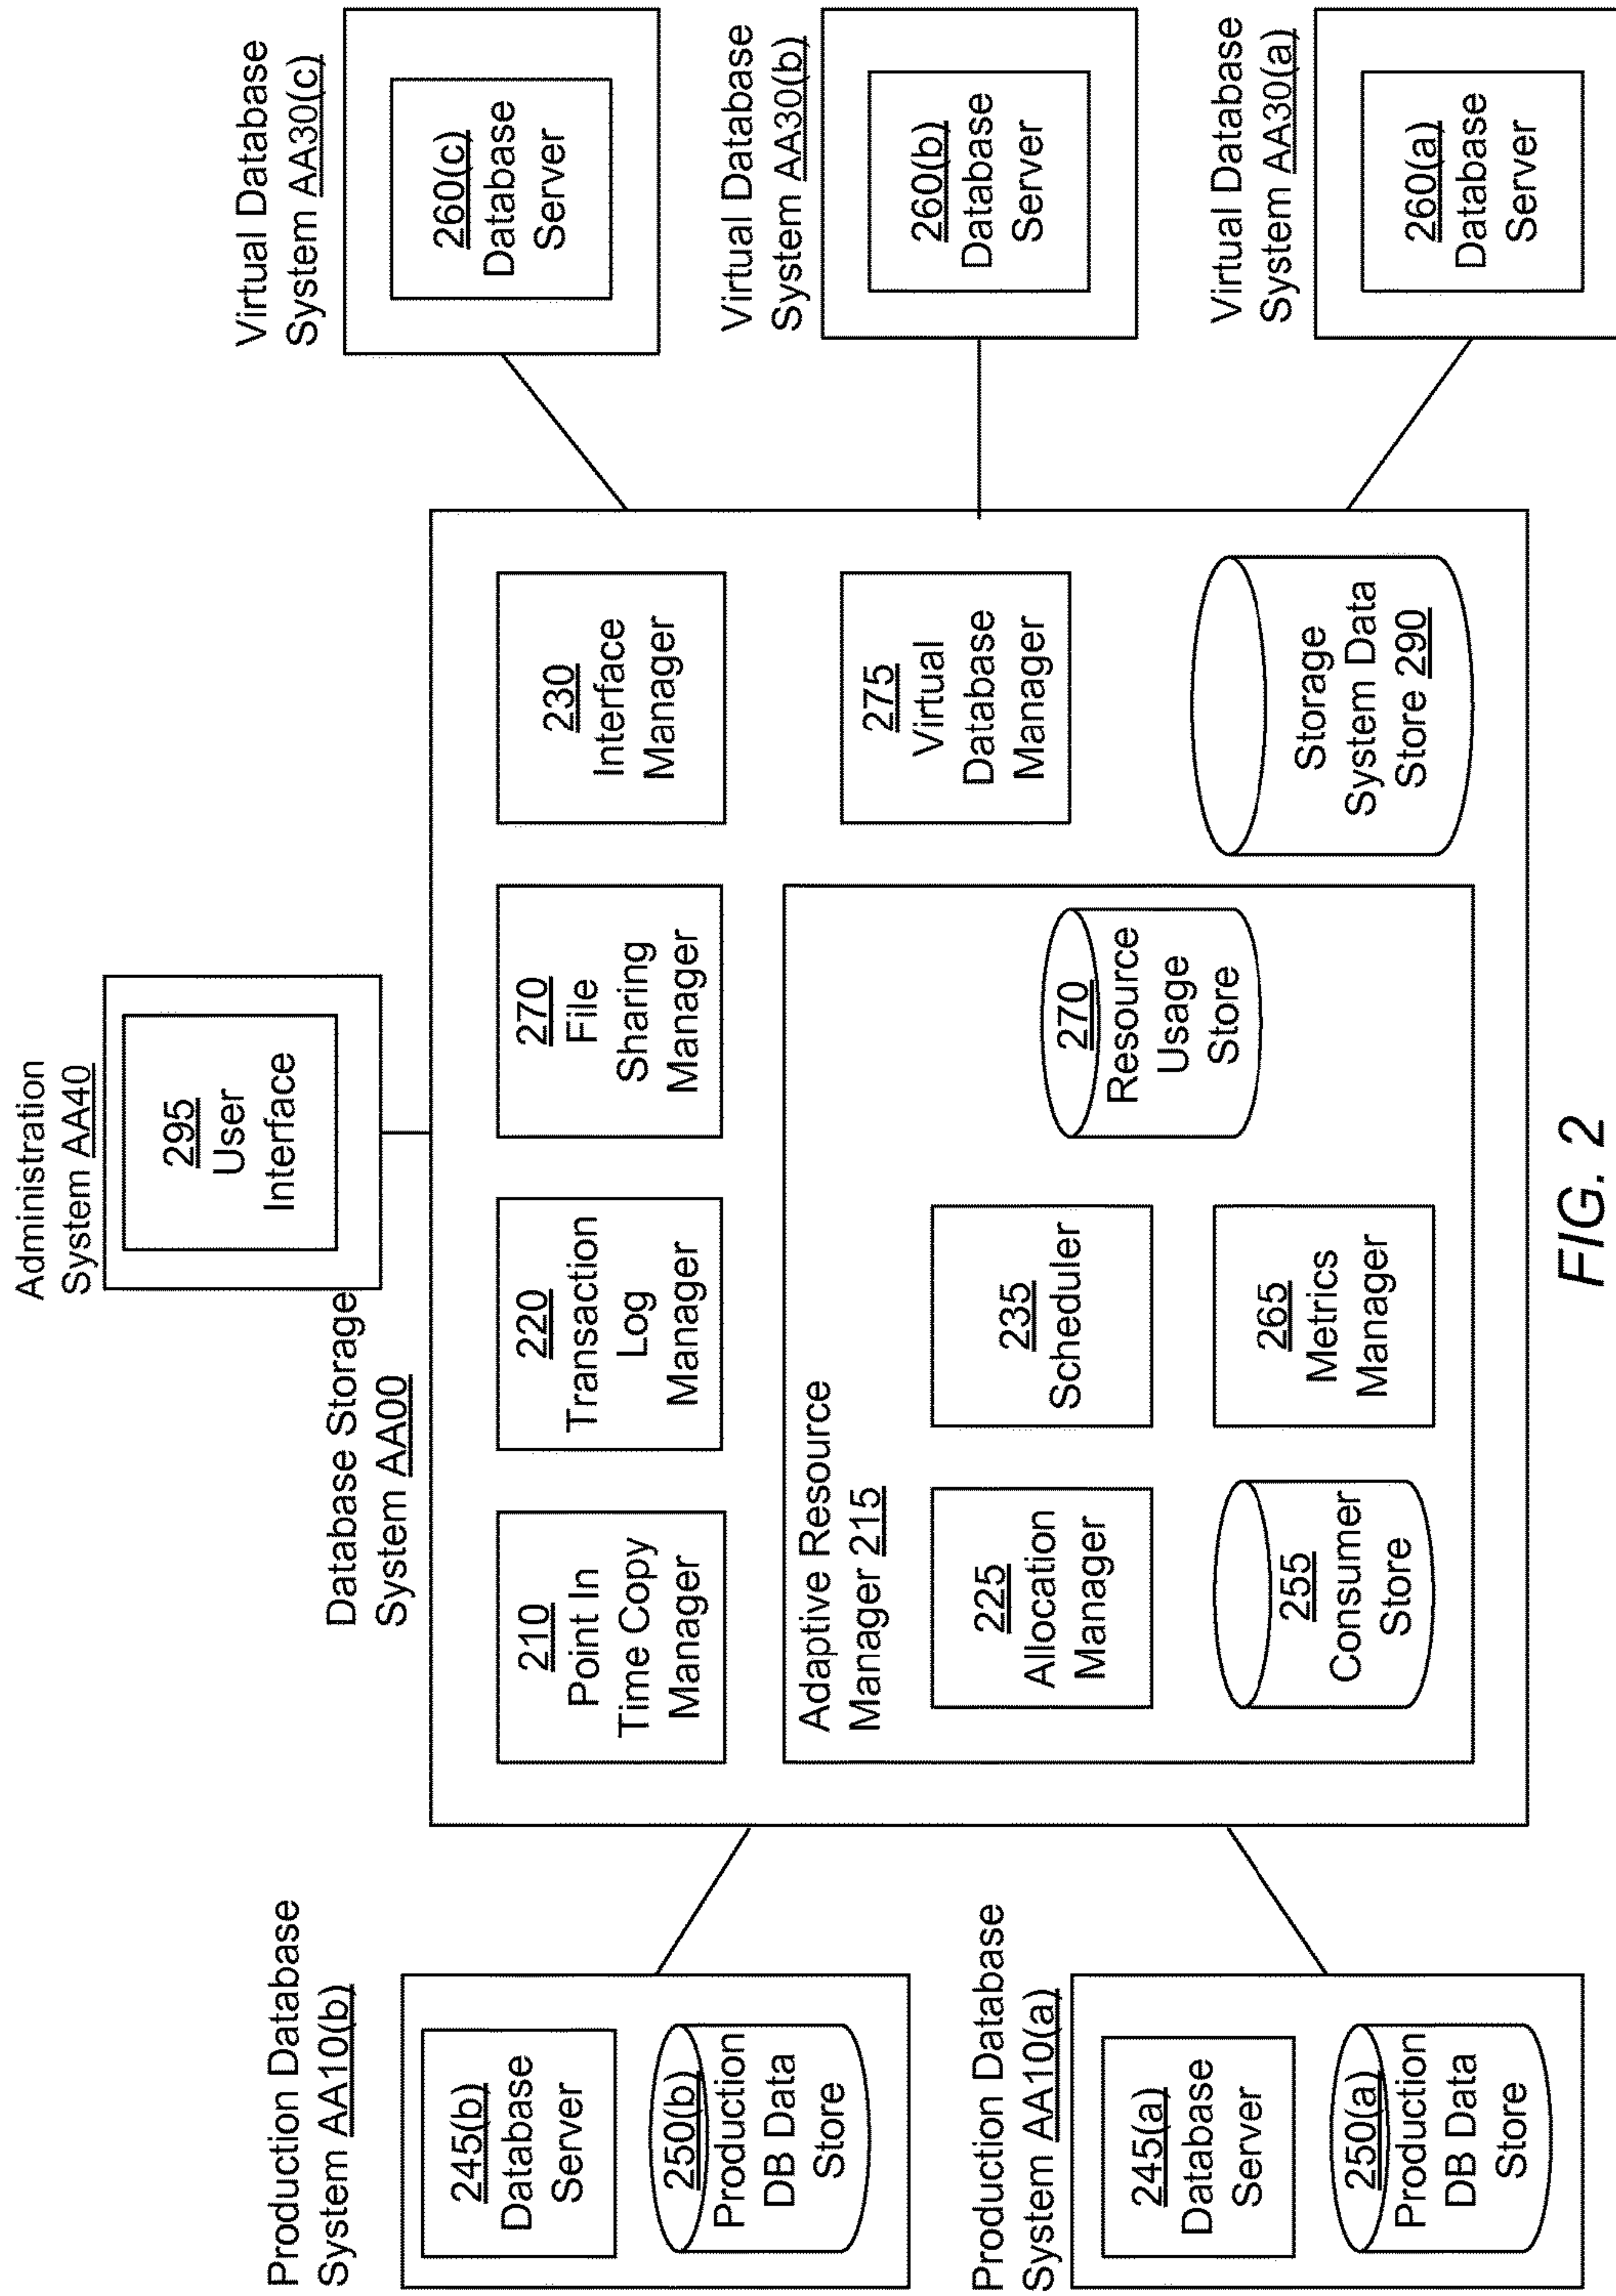 Administration
System AA40
295
User
Interface
Database Storage
System AA00
Production Database
System AA10(b)
245(b)
Database
Server
250(b)
Production
DB Data
Store
Production Database
System AA10(a)
245(a)
Database
Server
250(a)
Production
DB Data
Store
210
Point In
Time Copy
Manager
220
Transaction
Log
Manager
270
File
Sharing
Manager
230
Interface
Manager
Adaptive Resource
Manager 215
225
Allocation
Manager
235
Scheduler
255
Consumer
Store
265
Metrics
Manager
270
Resource
Usage
Store
275
Virtual
Database
Manager
Storage
System Data
Store 290
Virtual Database
System AA30(c)
260(c)
Database
Server
Virtual Database
System AA30(b)
260(b)
Database
Server
Virtual Database
System AA30(a)
260(a)
Database
Server
FIG. 2